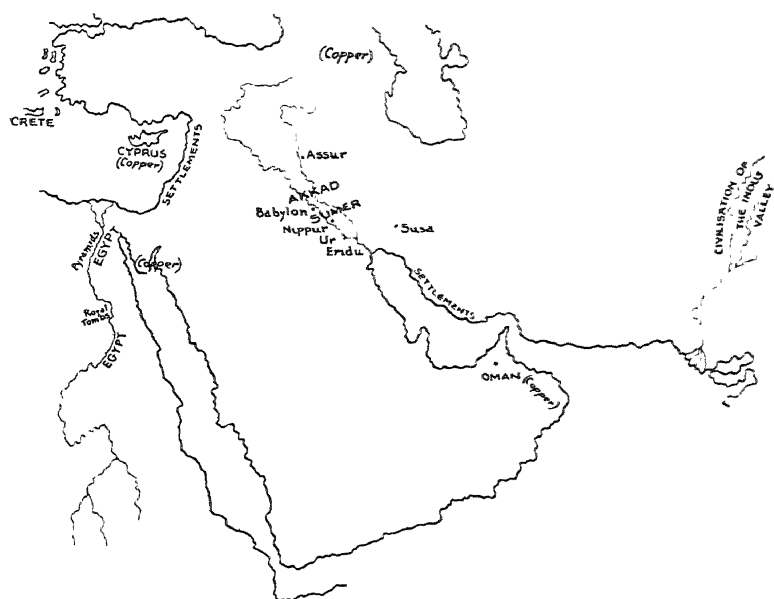 (Copper)
CRETE
CYPRUS
(Copper)
SETTLEMENTS
Assur
AKKAD
SUMER
Babylon
Nippur
Ur
Eridu
Susa
CIVILISATION OF
THE INDUS
VALLEY
Pyramids
EGYPT
(Copper)
SETTLEMENTS
Royal
Tombs
EGYPT
OMAN (Copper)